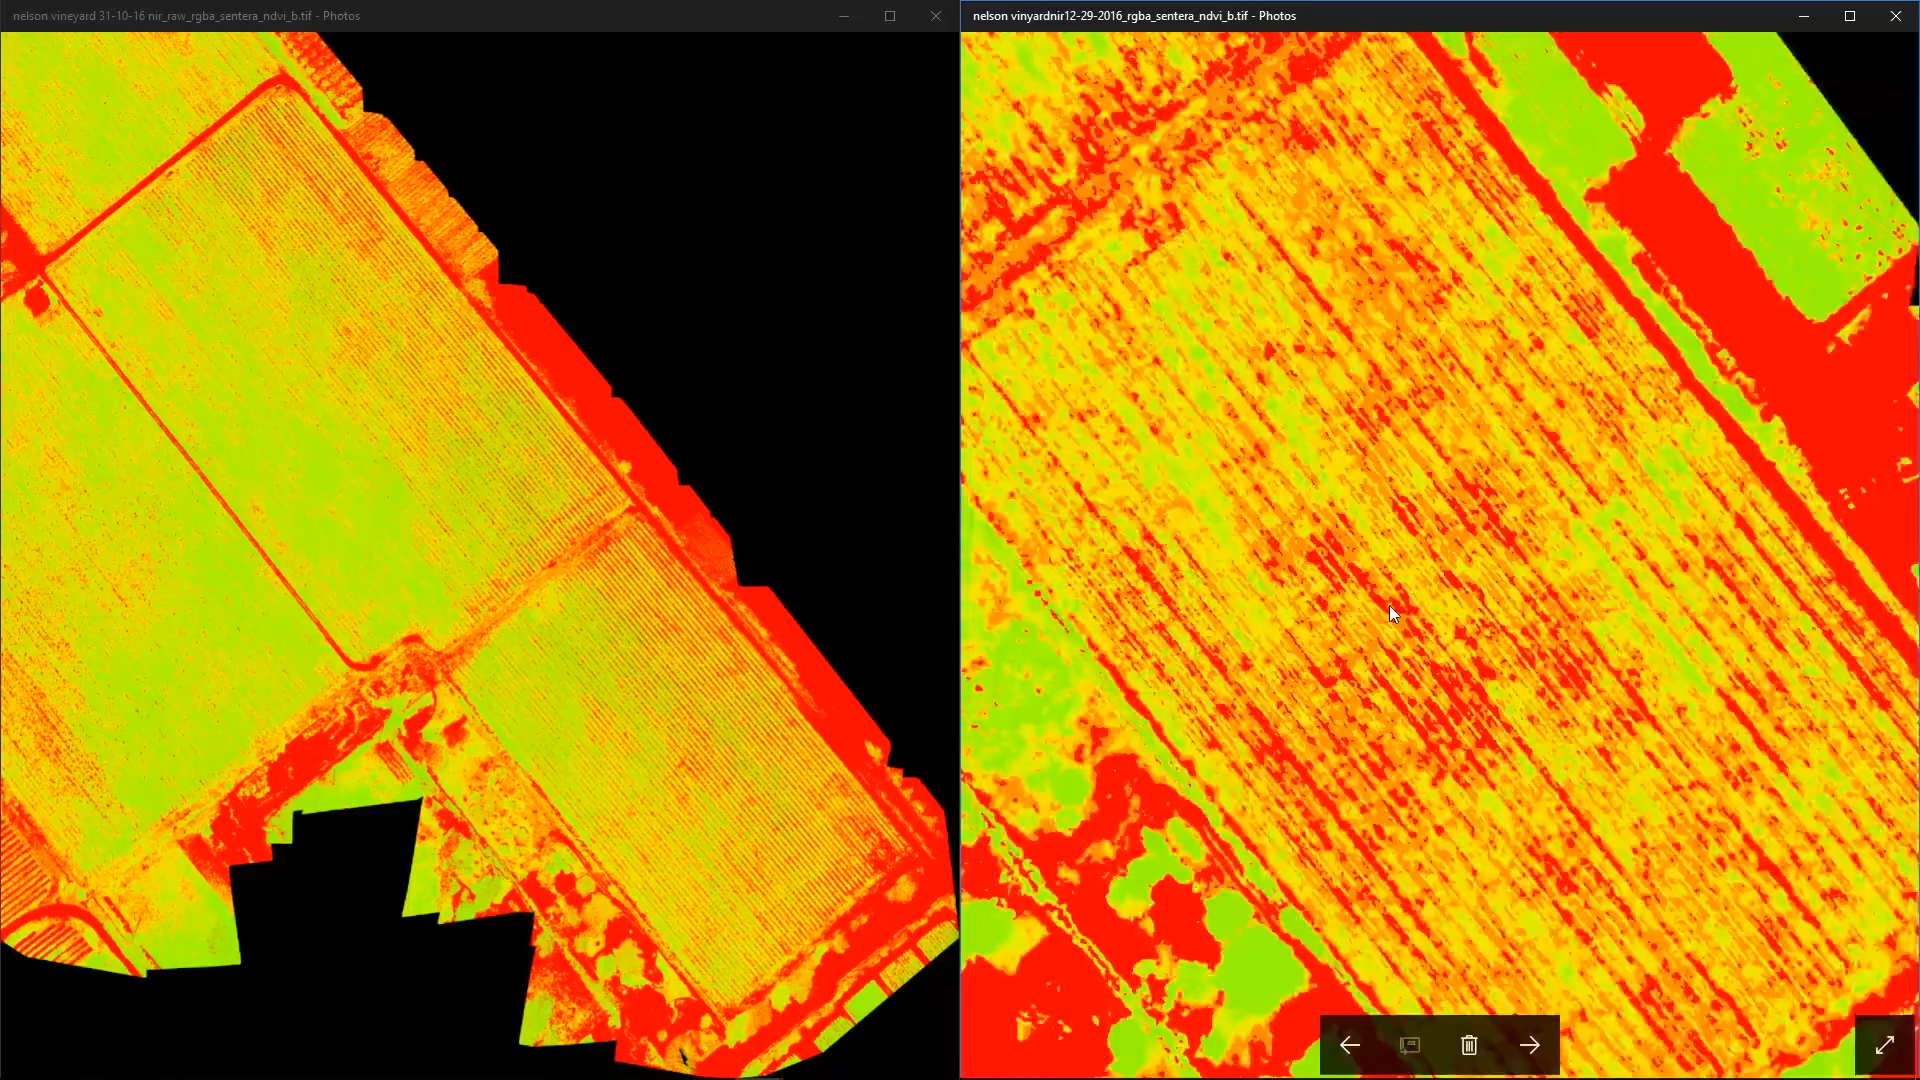 nelson vineyard 31-10-16 nir_raw_rgba_sentera_ndvi_b.tif - Photos
nelson vinyardnir12-29-2016_rgba_sentera_ndvi_b.tif - Photos